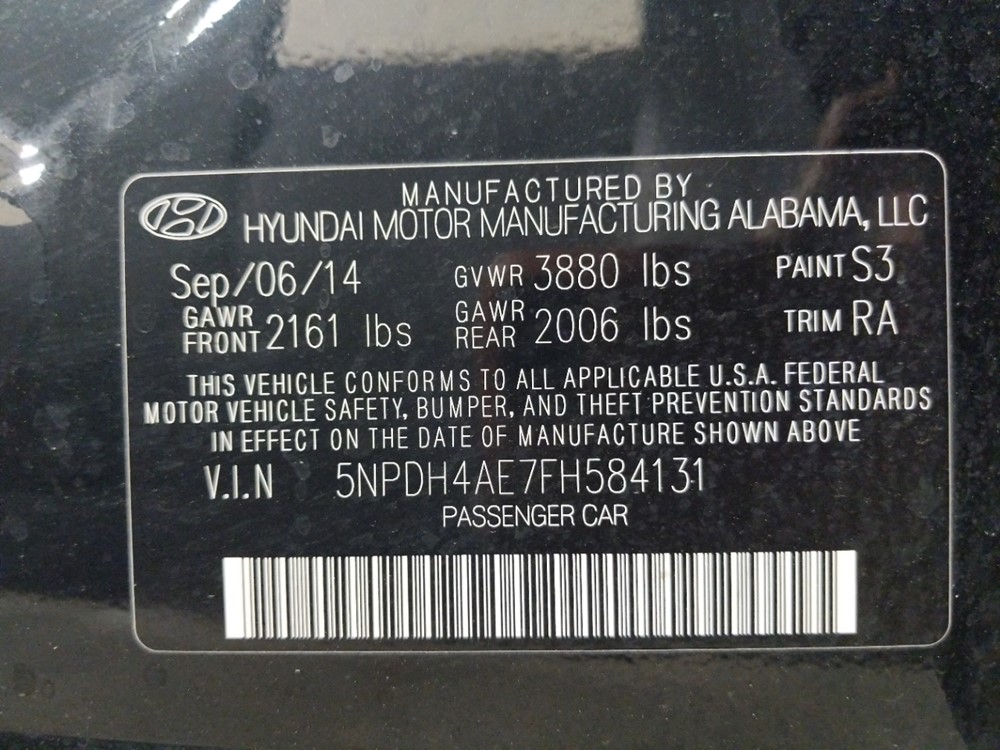 MANUFACTURED BY
HYUNDAI MOTOR MANUFACTURING ALABAMA, LLC
Sep/06/14 GVWR 3880 lbs PAINT S3
GAWR FRONT 2161 lbs GAWR REAR 2006 lbs TRIM RA
THIS VEHICLE CONFORMS TO ALL APPLICABLE U.S.A. FEDERAL
MOTOR VEHICLE SAFETY, BUMPER, AND THEFT PREVENTION STANDARDS
IN EFFECT ON THE DATE OF MANUFACTURE SHOWN ABOVE
V.I.N 5NPDH4AE7FH584131
PASSENGER CAR